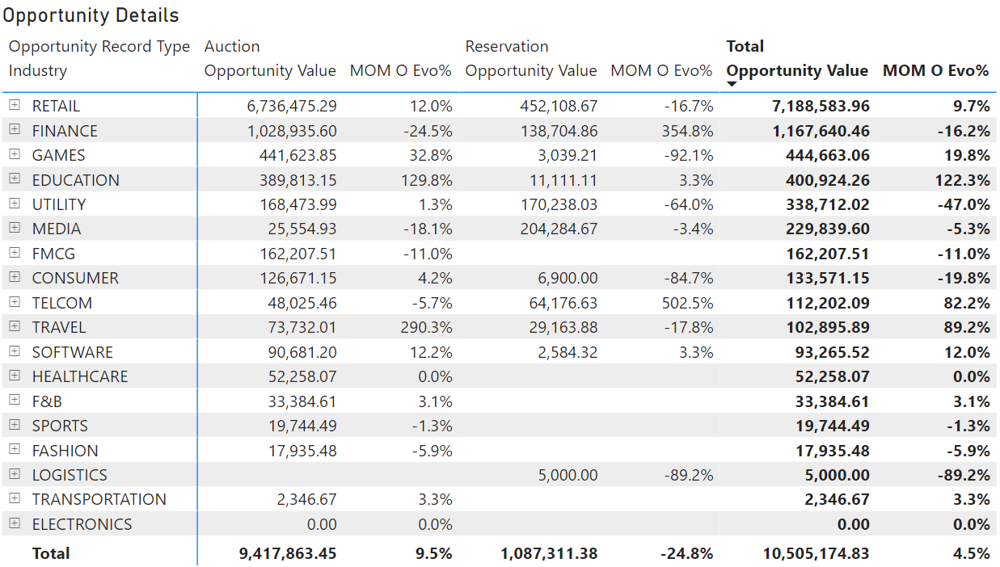 Opportunity Details
Opportunity Record Type Auction Reservation Total
Industry Opportunity Value MOM O Evo% Opportunity Value MOM O Evo% Opportunity Value MOM O Evo%
RETAIL 6,736,475.29 12.0% 452,108.67 -16.7% 7,188,583.96 9.7%
FINANCE 1,028,935.60 -24.5% 138,704.86 354.8% 1,167,640.46 -16.2%
GAMES 441,623.85 32.8% 3,039.21 -92.1% 444,663.06 19.8%
EDUCATION 389,813.15 129.8% 11,111.11 3.3% 400,924.26 122.3%
UTILITY 168,473.99 1.3% 170,238.03 -64.0% 338,712.02 -47.0%
MEDIA 25,554.93 -18.1% 204,284.67 -3.4% 229,839.60 -5.3%
FMCG 162,207.51 -11.0% 162,207.51 -11.0%
CONSUMER 126,671.15 4.2% 6,900.00 -84.7% 133,571.15 -19.8%
TELCOM 48,025.46 -5.7% 64,176.63 502.5% 112,202.09 82.2%
TRAVEL 73,732.01 290.3% 29,163.88 -17.8% 102,895.89 89.2%
SOFTWARE 90,681.20 12.2% 2,584.32 3.3% 93,265.52 12.0%
HEALTHCARE 52,258.07 0.0% 52,258.07 0.0%
F&B 33,384.61 3.1% 33,384.61 3.1%
SPORTS 19,744.49 -1.3% 19,744.49 -1.3%
FASHION 17,935.48 -5.9% 17,935.48 -5.9%
LOGISTICS 5,000.00 -89.2% 5,000.00 -89.2%
TRANSPORTATION 2,346.67 3.3% 2,346.67 3.3%
ELECTRONICS 0.00 0.0% 0.00 0.0%
Total 9,417,863.45 9.5% 1,087,311.38 -24.8% 10,505,174.83 4.5%